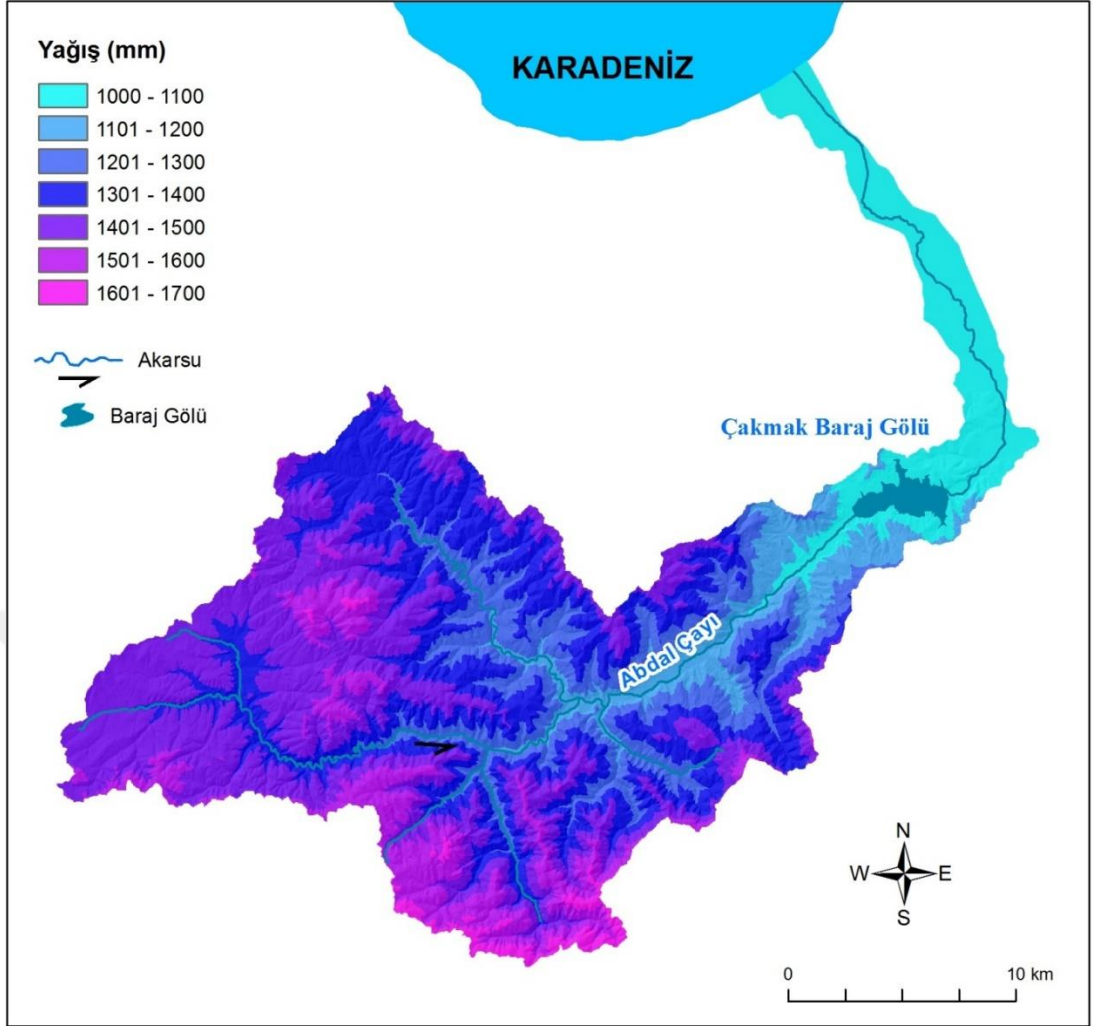 KARADENİZ
Yağış (mm)
1000 - 1100
1101 - 1200
1201 - 1300
1301 - 1400
1401 - 1500
1501 - 1600
1601 - 1700
Akarsu
Baraj Gölü
Çakmak Baraj Gölü
Abdal Çayı
N
W E
S
0 10 km